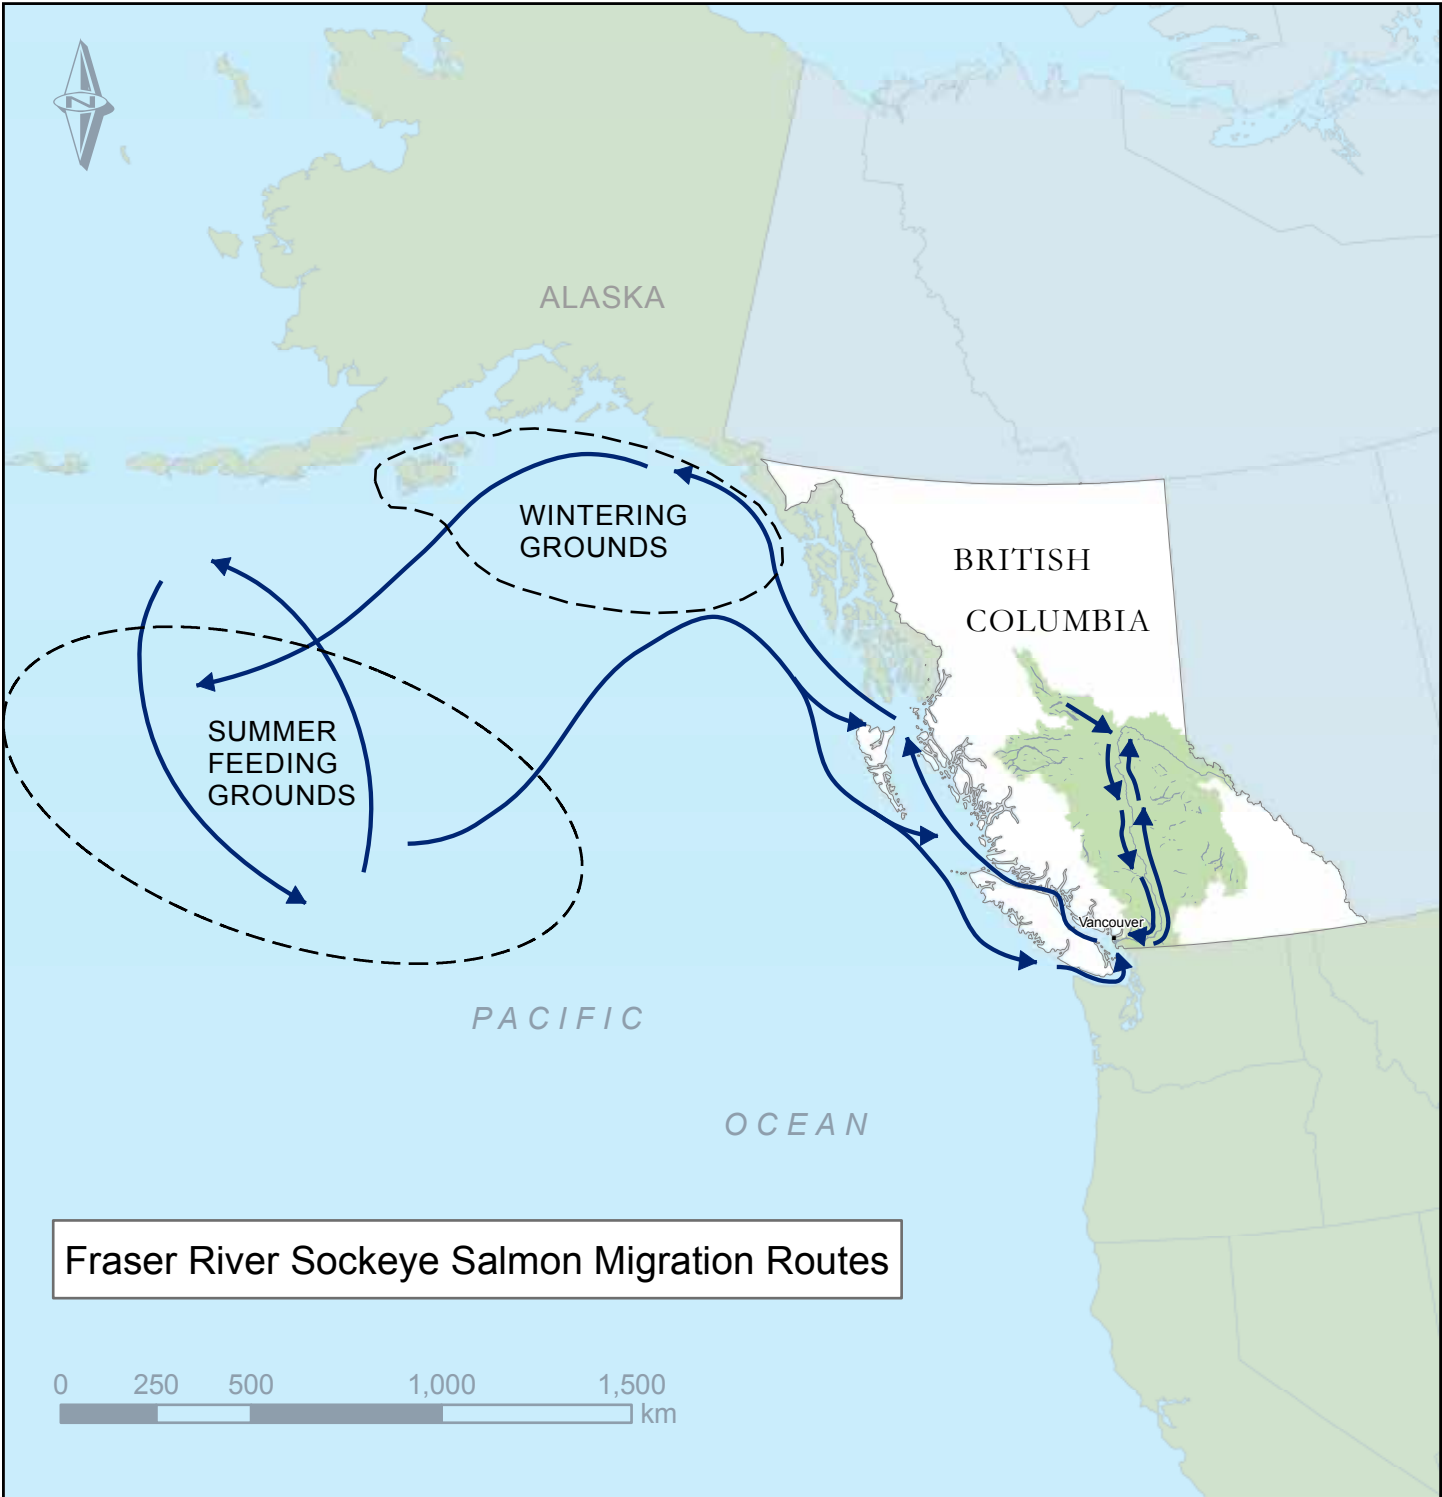 N
ALASKA
WINTERING
GROUNDS
BRITISH
COLUMBIA
SUMMER
FEEDING
GROUNDS
Vancouver
PACIFIC
OCEAN
Fraser River Sockeye Salmon Migration Routes
0 250 500 1,000 1,500
km